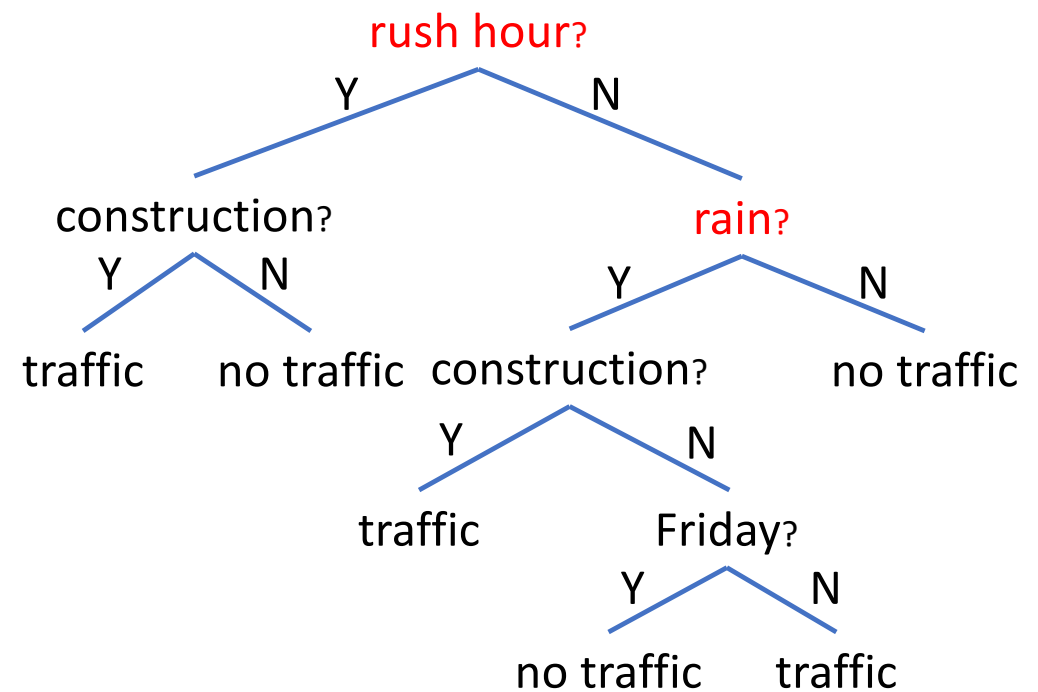 rush hour?
Y N
construction? rain?
Y N Y N
traffic no traffic construction? no traffic
Y N
traffic Friday?
Y N
no traffic traffic